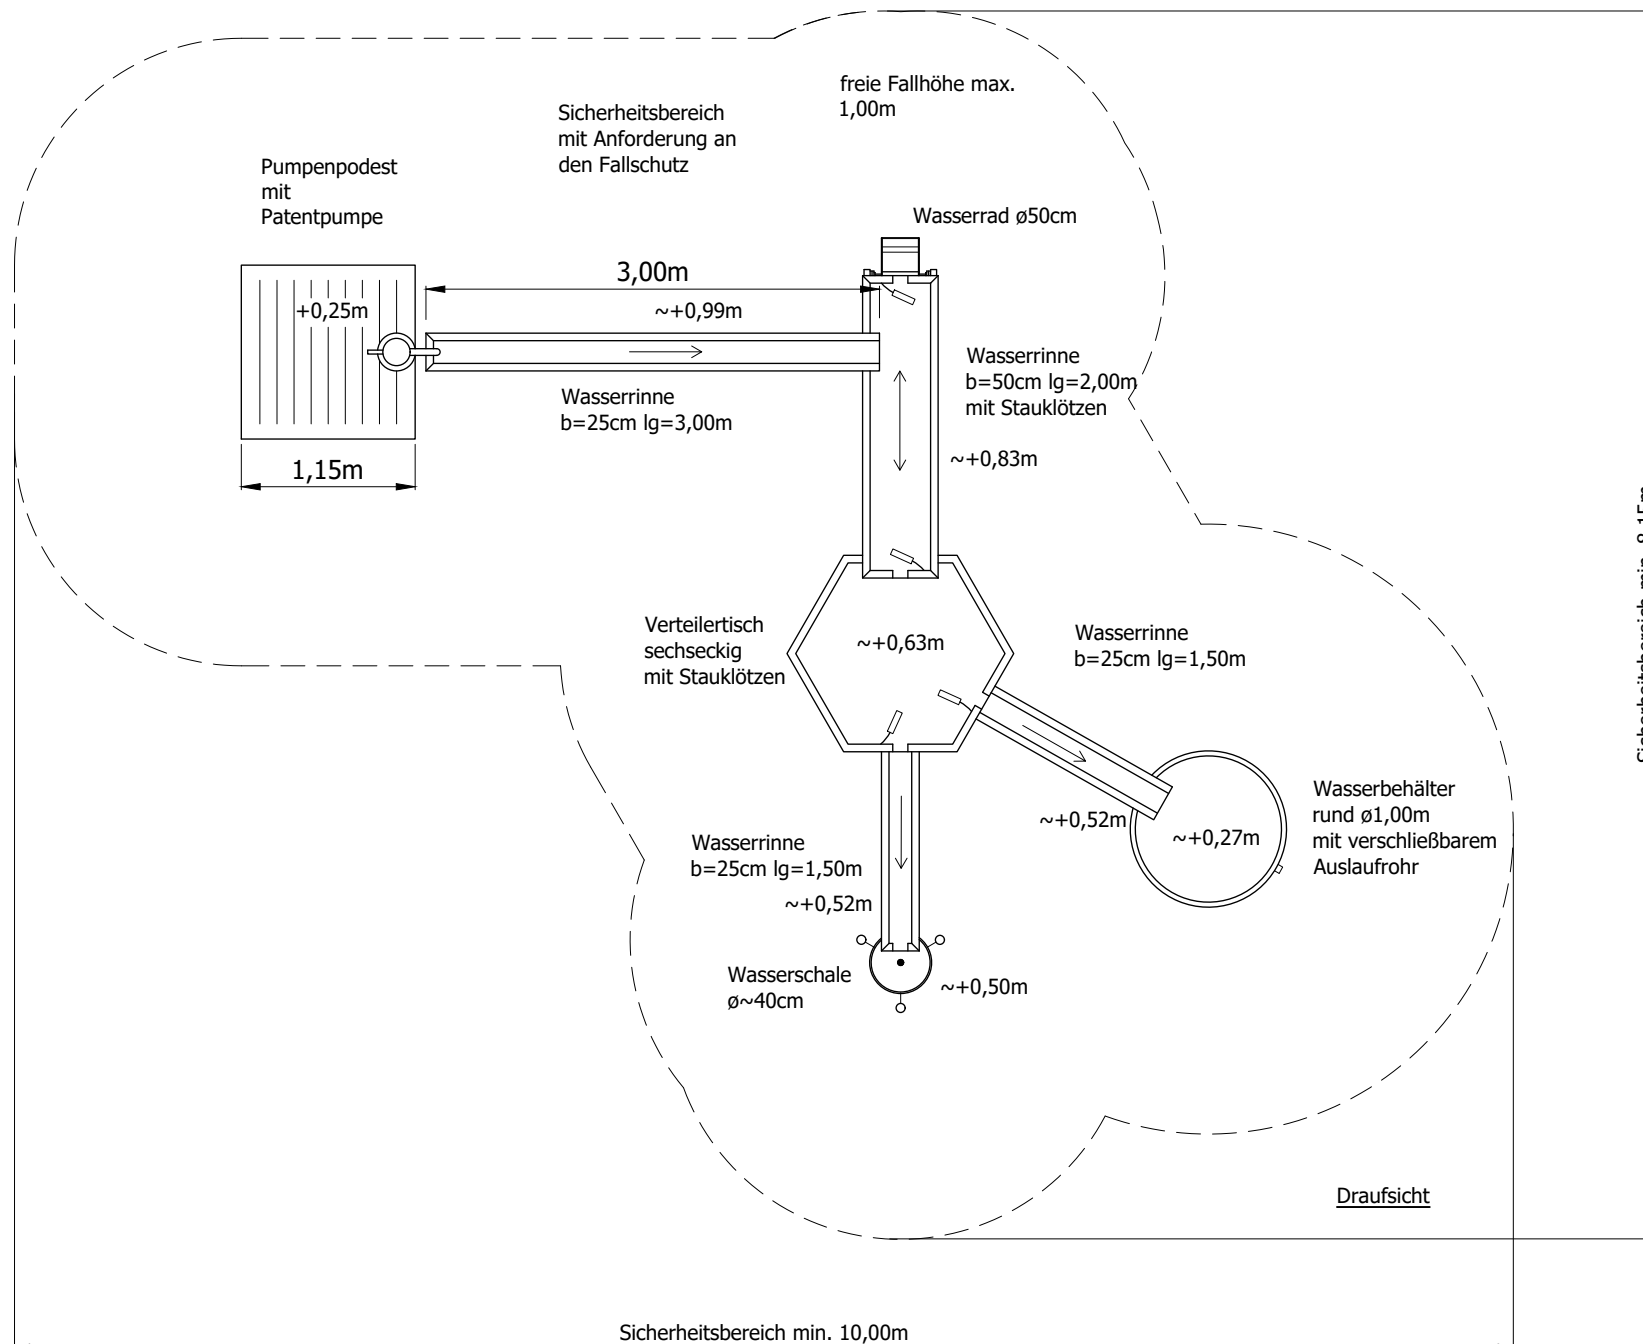 freie Fallhöhe max.
1,00m
Sicherheitsbereich
mit Anforderung an
den Fallschutz
Pumpenpodest
mit
Patentpumpe
Wasserrad ø50cm
3,00m
+0,25m
~+0,99m
Wasserrinne
b=50cm lg=2,00m
mit Stauklötzen
Wasserrinne
b=25cm lg=3,00m
~+0,83m
1,15m
Sicherheitsbereich min. 8,15m
Verteilertisch
sechseckig
mit Stauklötzen
~+0,63m
Wasserrinne
b=25cm lg=1,50m
Wasserbehälter
rund ø1,00m
mit verschließbarem
Auslaufrohr
~+0,52m
~+0,27m
Wasserrinne
b=25cm lg=1,50m
~+0,52m
Wasserschale
ø~40cm
~+0,50m
Draufsicht
Sicherheitsbereich min. 10,00m